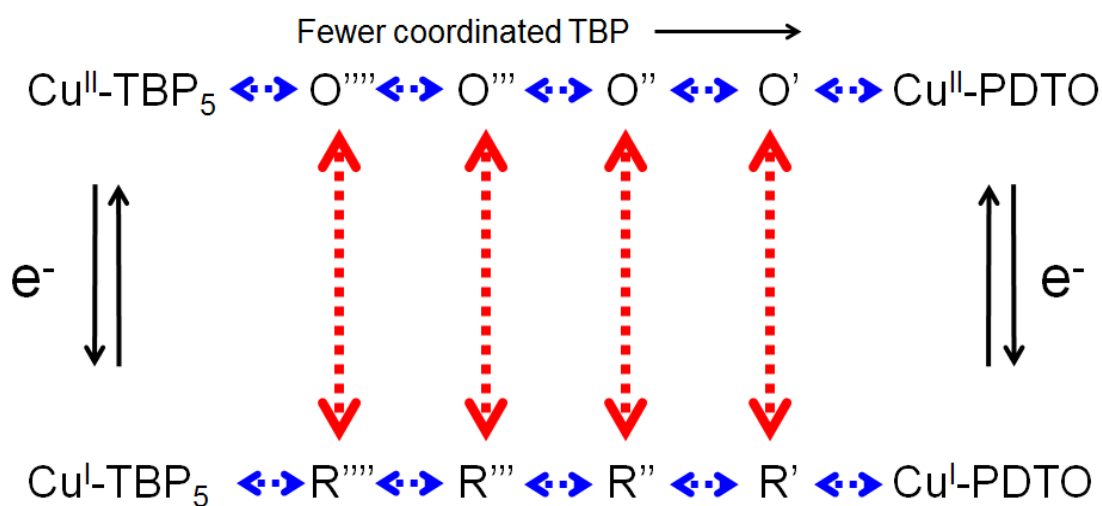 Fewer coordinated TBP
Cuᴵᴵ-TBP₅ O'''' O''' O'' O' Cuᴵᴵ-PDTO
e⁻ e⁻
Cuᴵ-TBP₅ R'''' R''' R'' R' Cuᴵ-PDTO